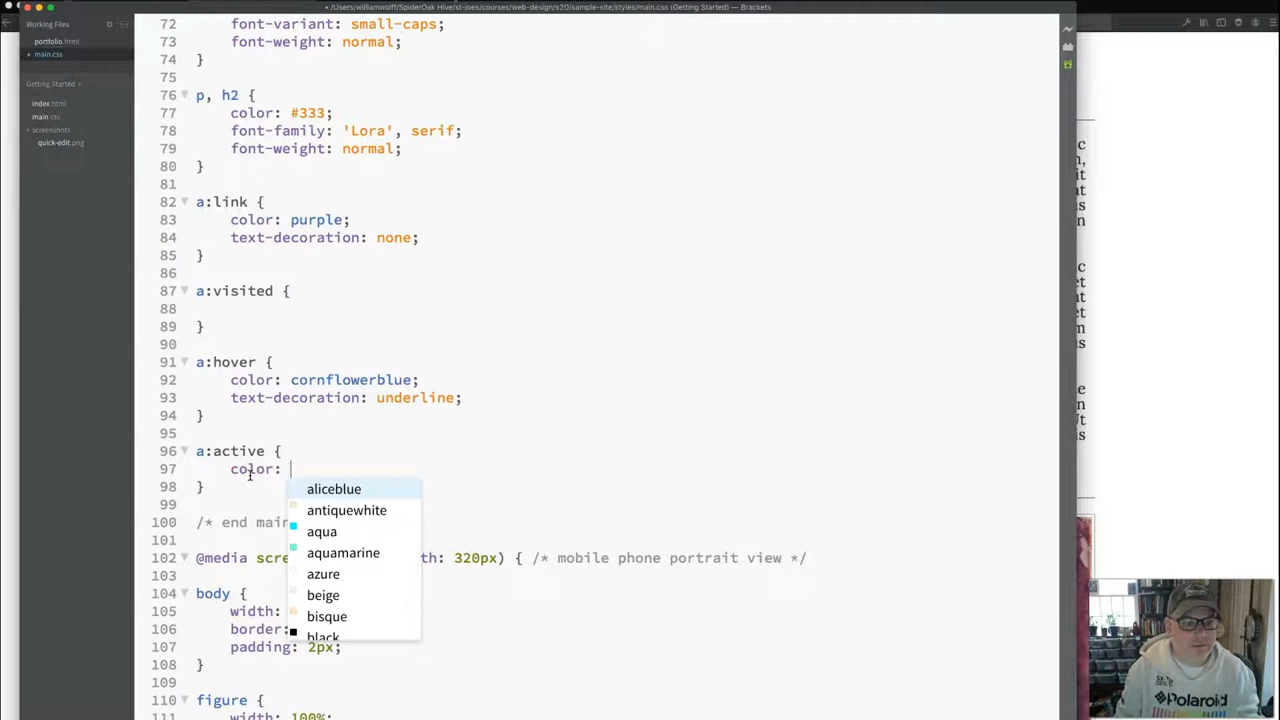 • /Users/williamwolff/SpiderOak Hive/st-joes/courses/web-design/s20/sample-site/styles/main.css (Getting Started) — Brackets
Working Files
portfolio.html
main.css
Getting Started
index.html
main.css
screenshots
quick-edit.png
72 font-variant: small-caps;
73 font-weight: normal;
74 }
75
76 p, h2 {
77 color: #333;
78 font-family: 'Lora', serif;
79 font-weight: normal;
80 }
81
82 a:link {
83 color: purple;
84 text-decoration: none;
85 }
86
87 a:visited {
88
89 }
90
91 a:hover {
92 color: cornflowerblue;
93 text-decoration: underline;
94 }
95
96 a:active {
97 color:
98 }
99
100 /* end main
101
102 @media scre th: 320px) { /* mobile phone portrait view */
103
104 body {
105 width:
106 border:
107 padding: 2px;
108 }
109
110 figure {
111 width: 100%;
aliceblue
antiquewhite
aqua
aquamarine
azure
beige
bisque
black
Polaroid